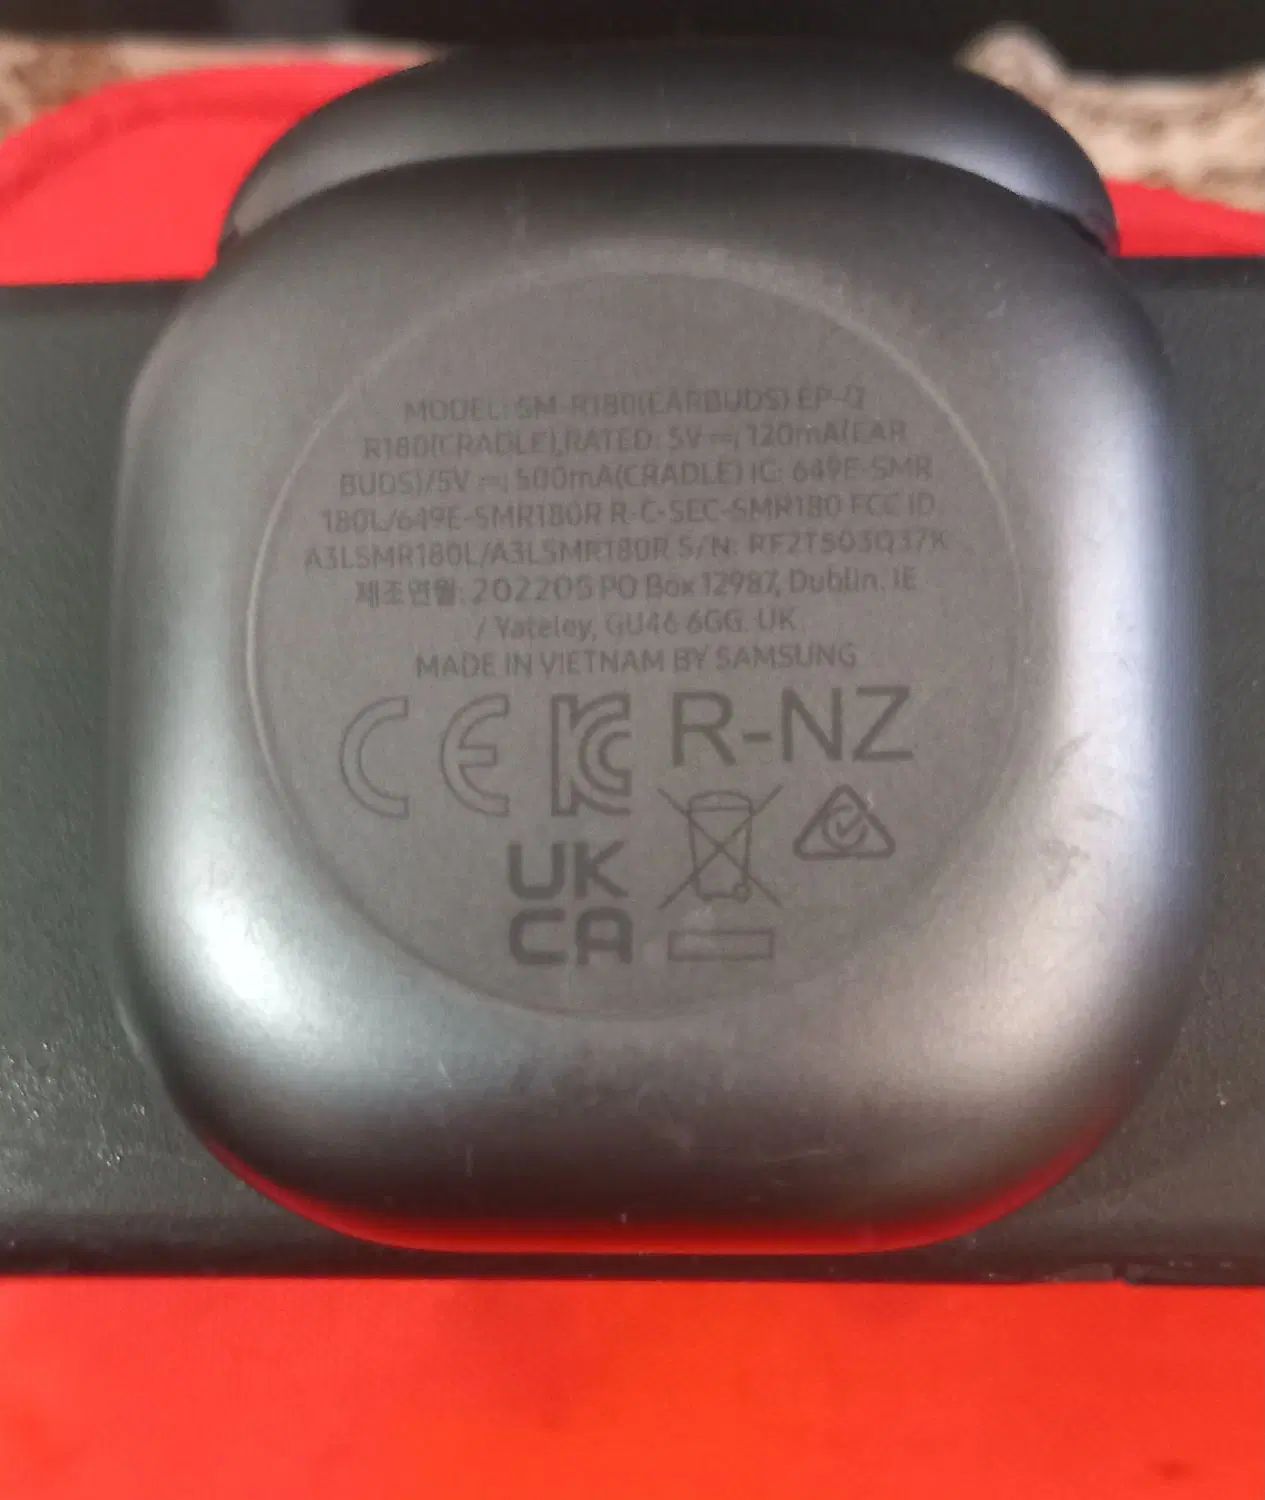 MODEL: SM-R180(EARBUDS) EP-Q
R180(CRADLE),RATED: 5V⎓; 120mA(EAR
BUDS)/5V⎓; 500mA(CRADLE) IC: 649E-SMR
180L/649E-SMR180R R-C-SEC-SMR180 FCC ID:
A3LSMR180L/A3LSMR180R S/N: RF2T503Q37K
제조연월: 202205 PO Box 12987, Dublin. IE
/ Yateley, GU46 6GG. UK
MADE IN VIETNAM BY SAMSUNG
CE KC R-NZ
UK
CA